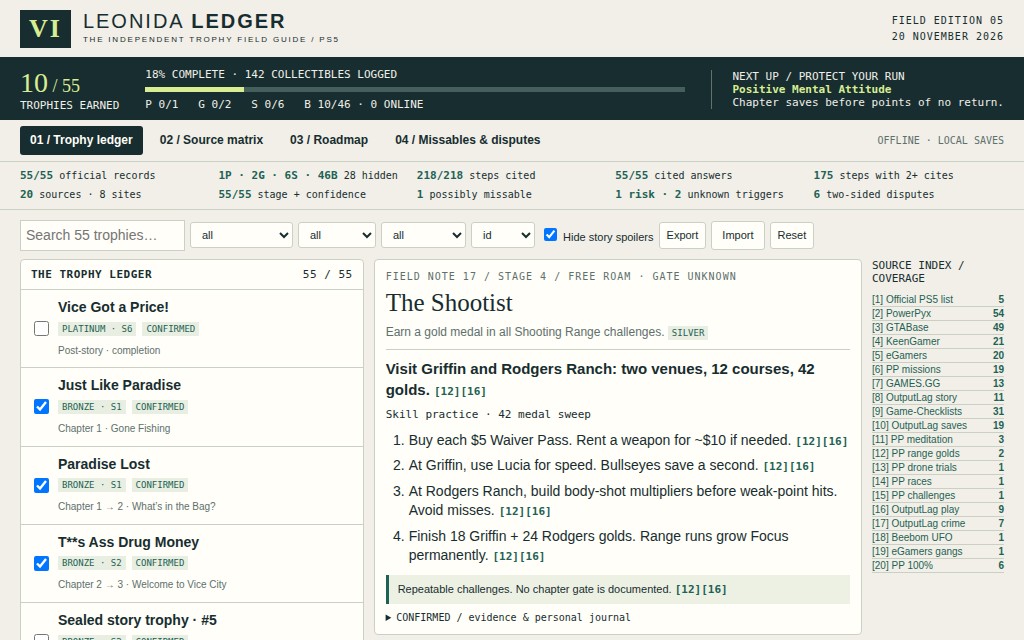 VI
LEONIDA LEDGER
THE INDEPENDENT TROPHY FIELD GUIDE / PS5
FIELD EDITION 05
20 NOVEMBER 2026
10 / 55
TROPHIES EARNED
18% COMPLETE · 142 COLLECTIBLES LOGGED
P 0/1 G 0/2 S 0/6 B 10/46 · 0 ONLINE
NEXT UP / PROTECT YOUR RUN
Positive Mental Attitude
Chapter saves before points of no return.
01 / Trophy ledger
02 / Source matrix
03 / Roadmap
04 / Missables & disputes
OFFLINE · LOCAL SAVES
55/55 official records
1P · 2G · 6S · 46B 28 hidden
218/218 steps cited
55/55 cited answers
175 steps with 2+ cites
20 sources · 8 sites
55/55 stage + confidence
1 possibly missable
1 risk · 2 unknown triggers
6 two-sided disputes
Search 55 trophies…
all
all
all
id
Hide story spoilers
Export
Import
Reset
THE TROPHY LEDGER
55 / 55
Vice Got a Price!
PLATINUM · S6
CONFIRMED
Post-story · completion
Just Like Paradise
BRONZE · S1
CONFIRMED
Chapter 1 · Gone Fishing
Paradise Lost
BRONZE · S1
CONFIRMED
Chapter 1 → 2 · What's in the Bag?
T**s Ass Drug Money
BRONZE · S2
CONFIRMED
Chapter 2 → 3 · Welcome to Vice City
Sealed story trophy · #5
FIELD NOTE 17 / STAGE 4 / FREE ROAM · GATE UNKNOWN
The Shootist
Earn a gold medal in all Shooting Range challenges. SILVER
Visit Griffin and Rodgers Ranch: two venues, 12 courses, 42
golds. [12][16]
Skill practice · 42 medal sweep
1. Buy each $5 Waiver Pass. Rent a weapon for ~$10 if needed. [12][16]
2. At Griffin, use Lucia for speed. Bullseyes save a second. [12][16]
3. At Rodgers Ranch, build body-shot multipliers before weak-point hits.
Avoid misses. [12][16]
4. Finish 18 Griffin + 24 Rodgers golds. Range runs grow Focus
permanently. [12][16]
Repeatable challenges. No chapter gate is documented. [12][16]
▶ CONFIRMED / evidence & personal journal
SOURCE INDEX /
COVERAGE
[1] Official PS5 list 5
[2] PowerPyx 54
[3] GTABase 49
[4] KeenGamer 21
[5] eGamers 20
[6] PP missions 19
[7] GAMES.GG 13
[8] OutputLag story 11
[9] Game-Checklists 31
[10] OutputLag saves 19
[11] PP meditation 3
[12] PP range golds 2
[13] PP drone trials 1
[14] PP races 1
[15] PP challenges 1
[16] OutputLag play 9
[17] OutputLag crime 7
[18] Beebom UFO 1
[19] eGamers gangs 1
[20] PP 100% 6